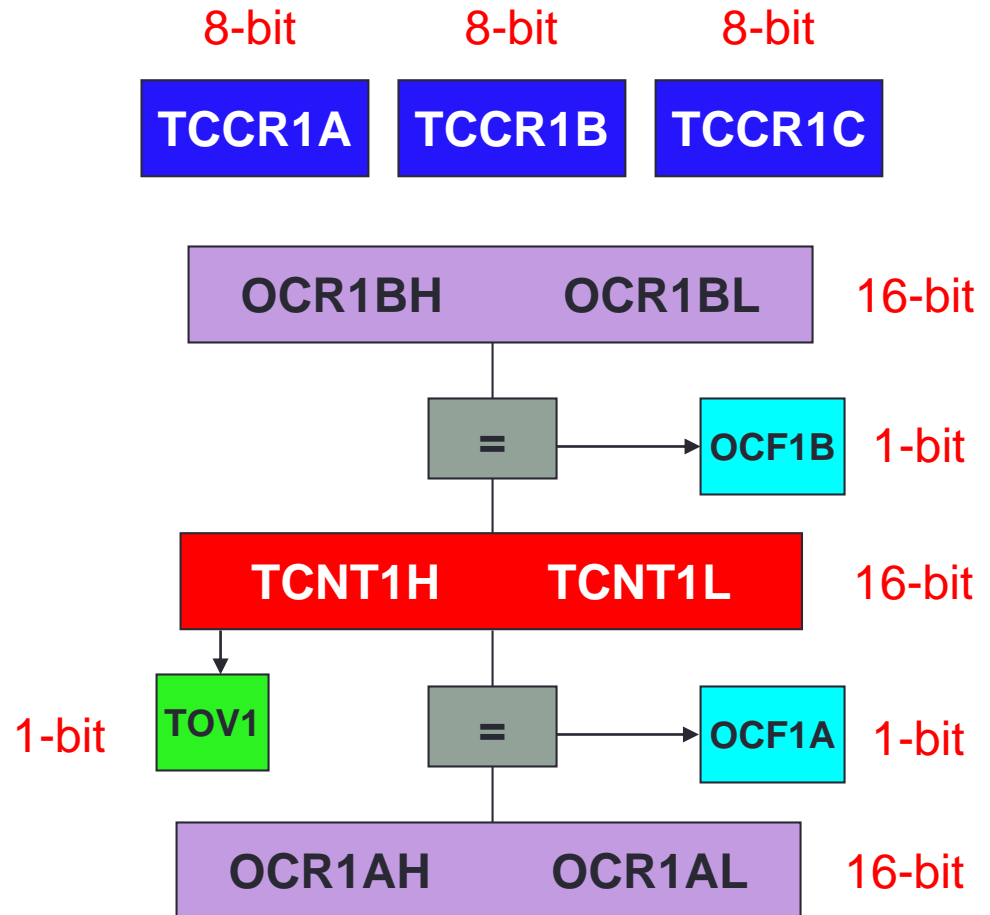 8-bit 8-bit 8-bit
TCCR1A TCCR1B TCCR1C
OCR1BH OCR1BL 16-bit
= OCF1B 1-bit
TCNT1H TCNT1L 16-bit
1-bit TOV1 = OCF1A 1-bit
OCR1AH OCR1AL 16-bit